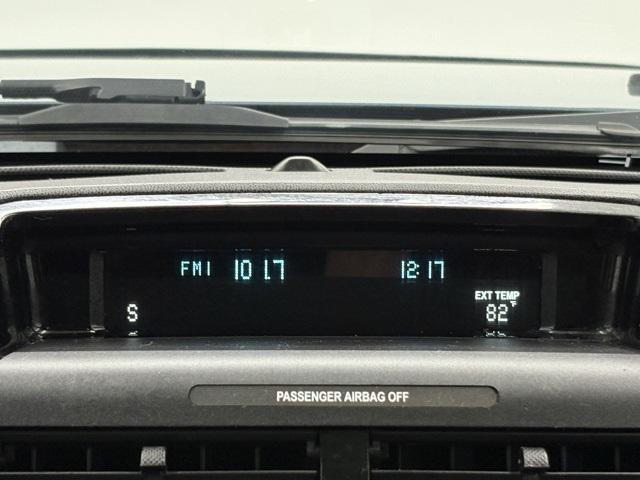 FM1 101.7 12:17
EXT TEMP
S 82°F
PASSENGER AIRBAG OFF